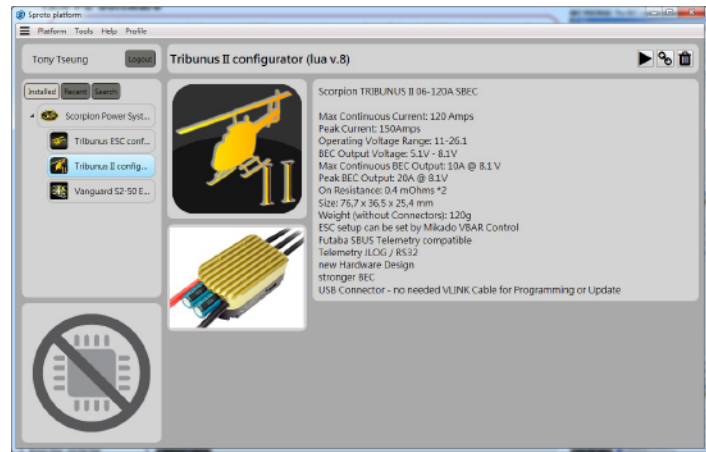 Sproto platform
Platform Tools Help Profile
Tony Tseung
Logout
Tribunus II configurator (lua v.8)
Installed Recent Search
Scorpion Power Syst...
Tribunus ESC conf...
Tribunus II config...
Vanguard S2-50 E...
II
Scorpion TRIBUNUS II 06-120A SBEC
Max Continuous Current: 120 Amps
Peak Current: 150Amps
Operating Voltage Range: 11-26.1
BEC Output Voltage: 5.1V - 8.1V
Max Continuous BEC Output: 10A @ 8.1 V
Peak BEC Output: 20A @ 8.1V
On Resistance: 0.4 mOhms *2
Size: 76,7 x 36,5 x 25,4 mm
Weight (without Connectors): 120g
ESC setup can be set by Mikado VBAR Control
Futaba SBUS Telemetry compatible
Telemetry JLOG / RS32
new Hardware Design
stronger BEC
USB Connector - no needed VLINK Cable for Programming or Update